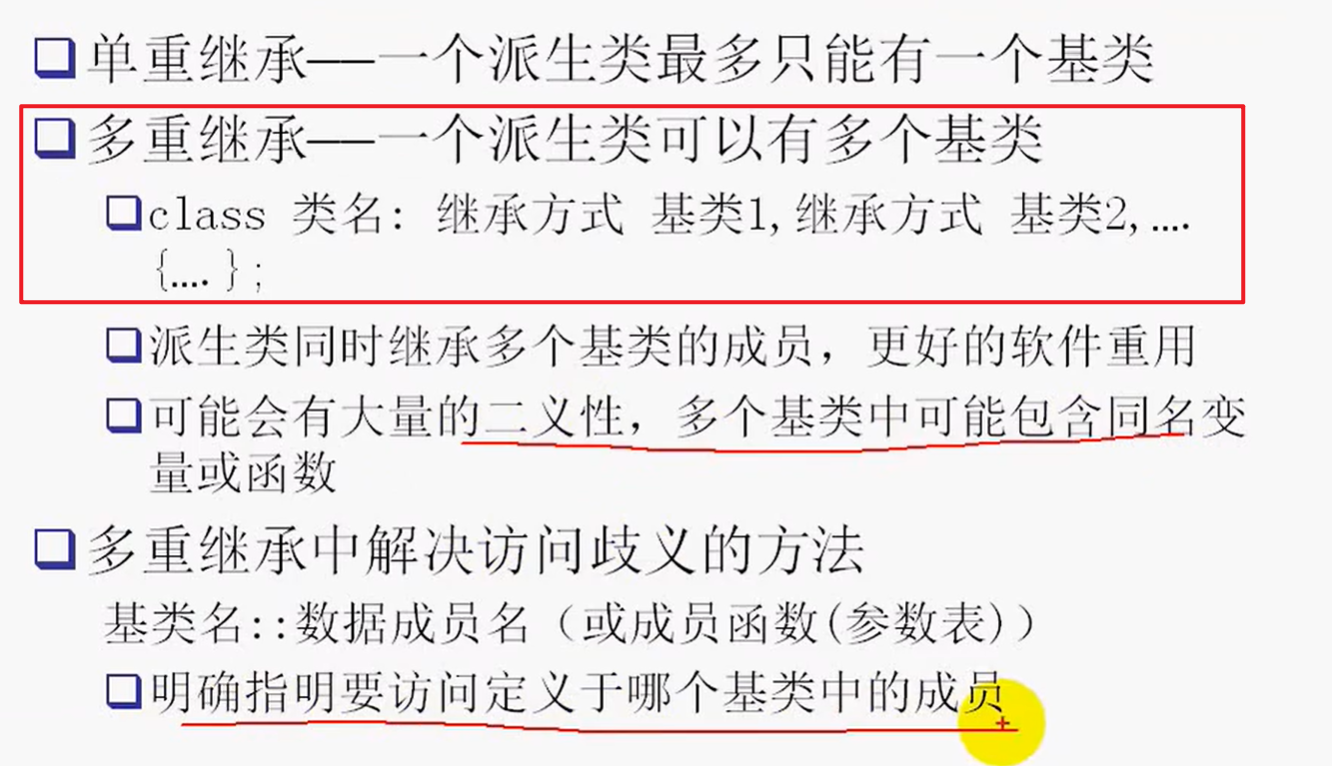 单重继承——一个派生类最多只能有一个基类
多重继承——一个派生类可以有多个基类
class 类名: 继承方式 基类1,继承方式 基类2,….
{….};
派生类同时继承多个基类的成员，更好的软件重用
可能会有大量的二义性，多个基类中可能包含同名变
量或函数
多重继承中解决访问歧义的方法
基类名::数据成员名（或成员函数(参数表)）
明确指明要访问定义于哪个基类中的成员